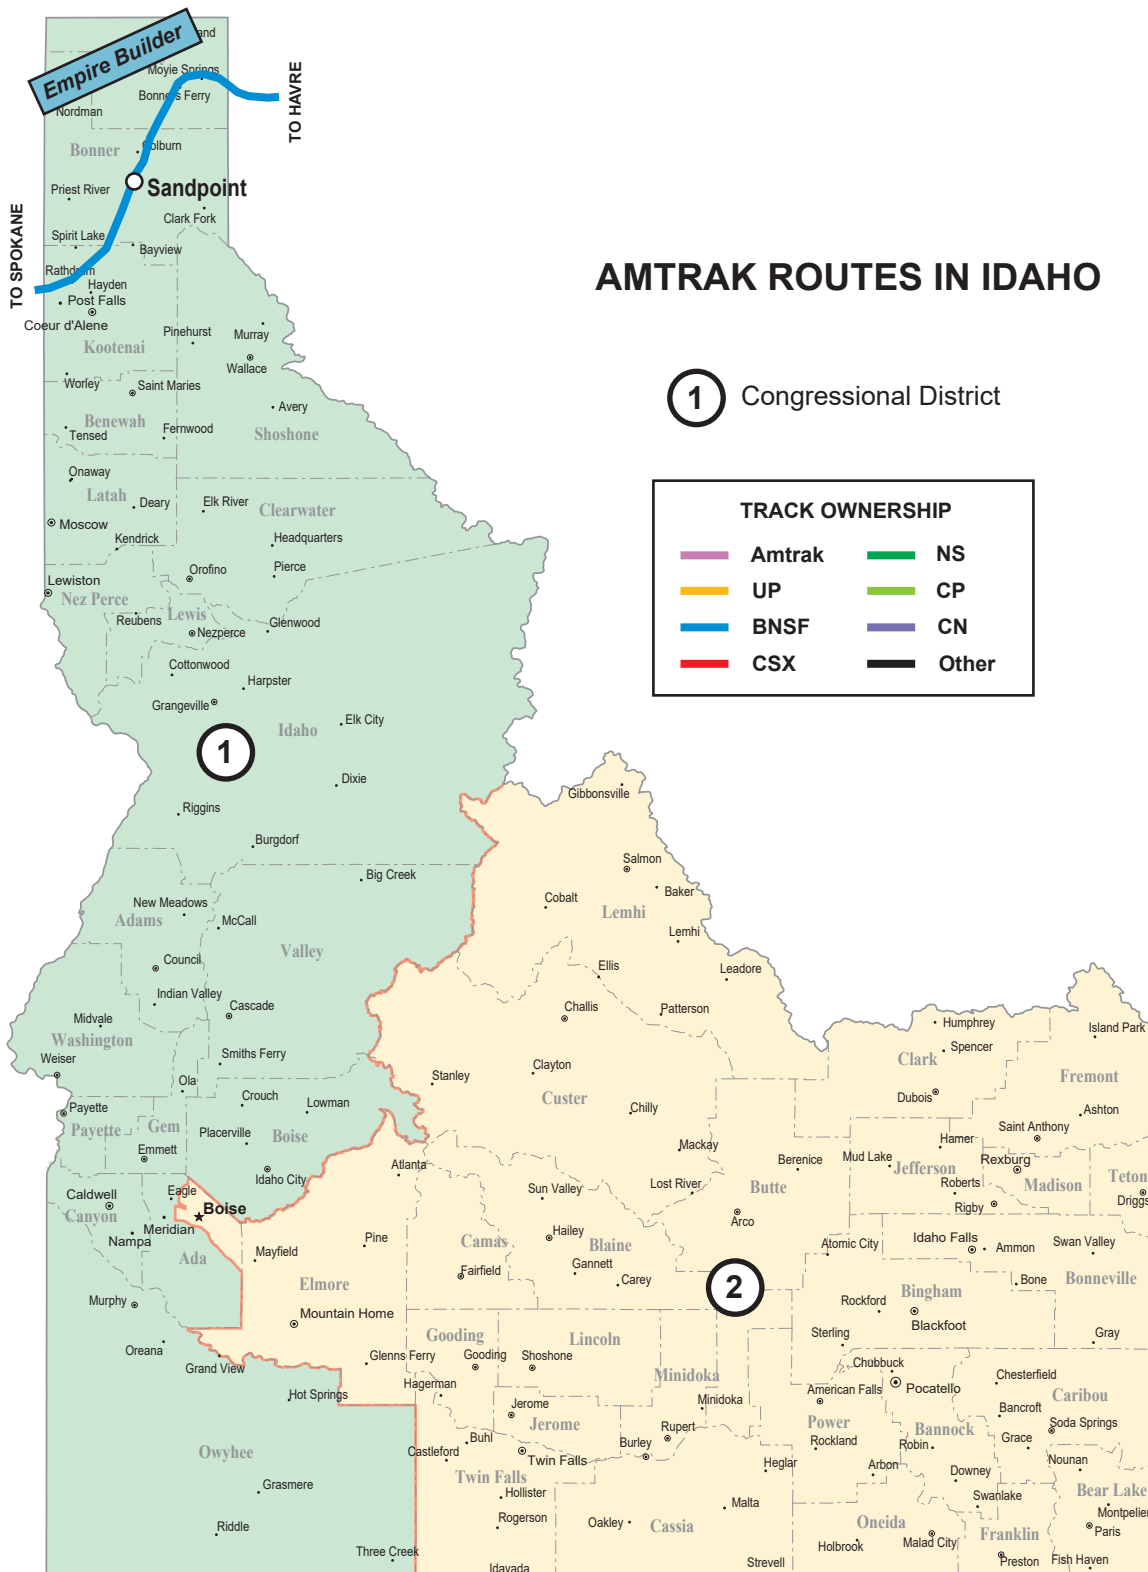 Empire Builder
and
Moyie Springs
Bonners Ferry
Nordman
TO HAVRE
Bonner
Colburn
Priest River
Sandpoint
Clark Fork
TO SPOKANE
Spirit Lake
Bayview
Rathdrum
Hayden
Post Falls
Coeur d'Alene
AMTRAK ROUTES IN IDAHO
Pinehurst
Murray
Kootenai
Wallace
1 Congressional District
Worley
Saint Maries
Avery
Benewah
Tensed
Fernwood
Shoshone
Onaway
Latah
Deary
Elk River
Clearwater
TRACK OWNERSHIP
Amtrak NS
UP CP
BNSF CN
CSX Other
Moscow
Kendrick
Headquarters
Orofino
Pierce
Lewiston
Nez Perce
Reubens
Lewis
Glenwood
Nezperce
Cottonwood
Harpster
Grangeville
Idaho
Elk City
1
Dixie
Riggins
Burgdorf
Gibbonsville
Salmon
Big Creek
Baker
New Meadows
Adams
McCall
Cobalt
Lemhi
Lemhi
Valley
Council
Ellis
Leadore
Indian Valley
Cascade
Challis
Patterson
Midvale
Washington
Humphrey
Island Park
Weiser
Smiths Ferry
Clayton
Spencer
Clark
Fremont
Ola
Stanley
Custer
Dubois
Payette
Crouch
Lowman
Chilly
Ashton
Payette
Gem
Placerville
Boise
Saint Anthony
Hamer
Emmett
Mackay
Mud Lake
Jefferson
Rexburg
Idaho City
Atlanta
Berenice
Butte
Madison
Teton
Caldwell
Eagle
Sun Valley
Lost River
Roberts
Driggs
Canyon
Boise
Rigby
Meridian
Arco
Nampa
Hailey
Ada
Mayfield
Pine
Camas
Blaine
Atomic City
Idaho Falls
Ammon
Swan Valley
Gannett
Fairfield
Carey
2
Elmore
Bone
Bonneville
Murphy
Mountain Home
Rockford
Bingham
Blackfoot
Oreana
Gooding
Lincoln
Sterling
Gray
Grand View
Glenns Ferry
Gooding
Shoshone
Chubbuck
Minidoka
Chesterfield
Hot Springs
Hagerman
American Falls
Pocatello
Caribou
Jerome
Minidoka
Bancroft
Jerome
Power
Bannock
Soda Springs
Buhl
Rupert
Castleford
Burley
Rockland
Robin
Grace
Owyhee
Twin Falls
Nounan
Twin Falls
Heglar
Arbon
Downey
Grasmere
Hollister
Bear Lake
Malta
Swanlake
Montpelier
Riddle
Rogerson
Oakley
Cassia
Oneida
Franklin
Paris
Holbrook
Malad City
Three Creek
Idavada
Strevell
Preston
Fish Haven